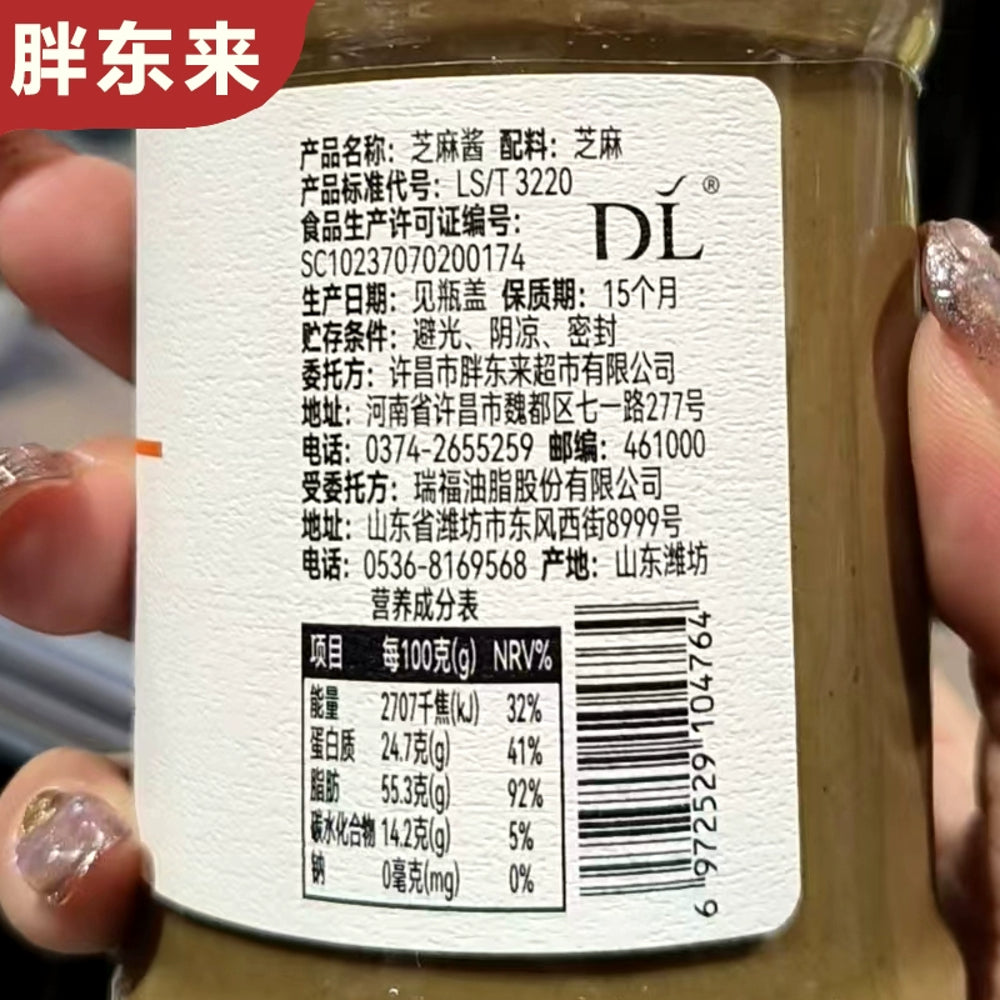 胖东来
产品名称：芝麻酱 配料：芝麻
产品标准代号：LS/T 3220
DL ®
食品生产许可证编号：
SC10237070200174
生产日期：见瓶盖 保质期：15个月
贮存条件：避光、阴凉、密封
委托方：许昌市胖东来超市有限公司
地址：河南省许昌市魏都区七一路277号
电话：0374-2655259 邮编：461000
受委托方：瑞福油脂股份有限公司
地址：山东省潍坊市东风西街8999号
电话：0536-8169568 产地：山东潍坊
营养成分表
项目 每100克(g) NRV%
能量 2707千焦(kJ) 32%
蛋白质 24.7克(g) 41%
脂肪 55.3克(g) 92%
碳水化合物 14.2克(g) 5%
钠 0毫克(mg) 0%
6 972529 104764